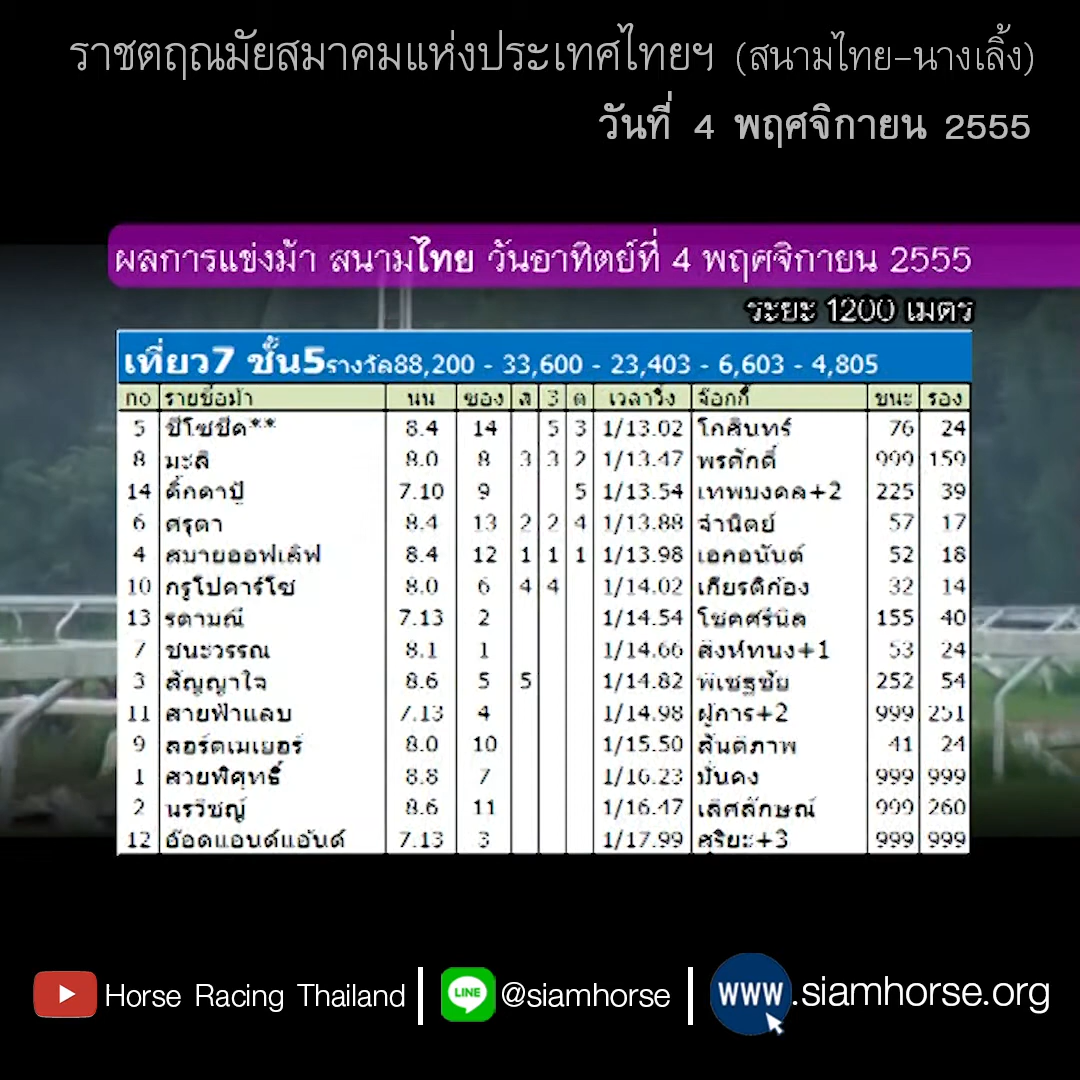 ราชตฤณมัยสมาคมแห่งประเทศไทยฯ (สนามไทย-นางเลิ้ง)
วันที่ 4 พฤศจิกายน 2555
ผลการแข่งม้า สนามไทย วันอาทิตย์ที่ 4 พฤศจิกายน 2555
ระยะ 1200 เมตร
เที่ยว7 ชั้น5รางวัล88,200 - 33,600 - 23,403 - 6,603 - 4,805
no รายชื่อม้า นน ซอง ส 3 ต เวลาวิ่ง จ๊อกกี้ ชนะ รอง
5 บีโซบีด** 8.4 14 5 3 1/13.02 โกสินทร์ 76 24
8 มะลิ 8.0 8 3 3 2 1/13.47 พรศักดิ์ 999 159
14 ดิ๊กดาปู้ 7.10 9 5 1/13.54 เทพบงกล+2 225 39
6 ศรุตา 8.4 13 2 2 4 1/13.88 จำนิตย์ 57 17
4 สบายออฟเลิฟ 8.4 12 1 1 1 1/13.98 เอกอนันต์ 52 18
10 กรูโปคาร์โซ่ 8.0 6 4 4 1/14.02 เกียรติก้อง 32 14
13 รดามณี 7.13 2 1/14.54 โชคศรีนิล 155 40
7 ชนะวรรณ 8.1 1 1/14.66 สิงห์ทนง+1 53 24
3 สัญญาใจ 8.6 5 5 1/14.82 พิเชฐชัย 252 54
11 สายฟ้าแลบ 7.13 4 1/14.98 ผู้การ+2 999 251
9 ลอร์ดเมเยอร์ 8.0 10 1/15.50 สันติภาพ 41 24
1 สวยพิศุทธิ์ 8.8 7 1/16.23 มั่นคง 999 999
2 นรวิชญ์ 8.6 11 1/16.47 เลิศลักษณ์ 999 260
12 อ๊อดแอนด์แอ๊นด์ 7.13 3 1/17.99 ศริยะ+3 999 999
Horse Racing Thailand | LINE @siamhorse | www.siamhorse.org